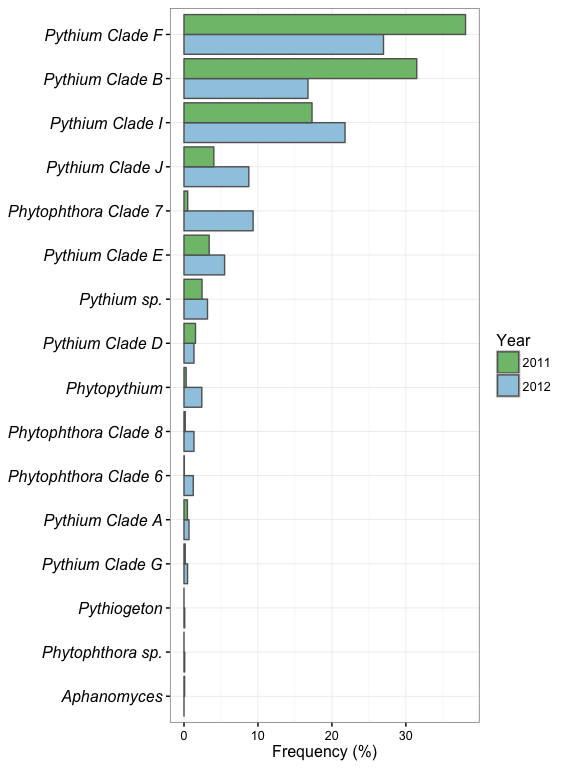 Pythium Clade F
Pythium Clade B
Pythium Clade I
Pythium Clade J
Phytophthora Clade 7
Pythium Clade E
Pythium sp.
Pythium Clade D
Phytopythium
Phytophthora Clade 8
Phytophthora Clade 6
Pythium Clade A
Pythium Clade G
Pythiogeton
Phytophthora sp.
Aphanomyces
0 10 20 30
Frequency (%)
Year
2011
2012